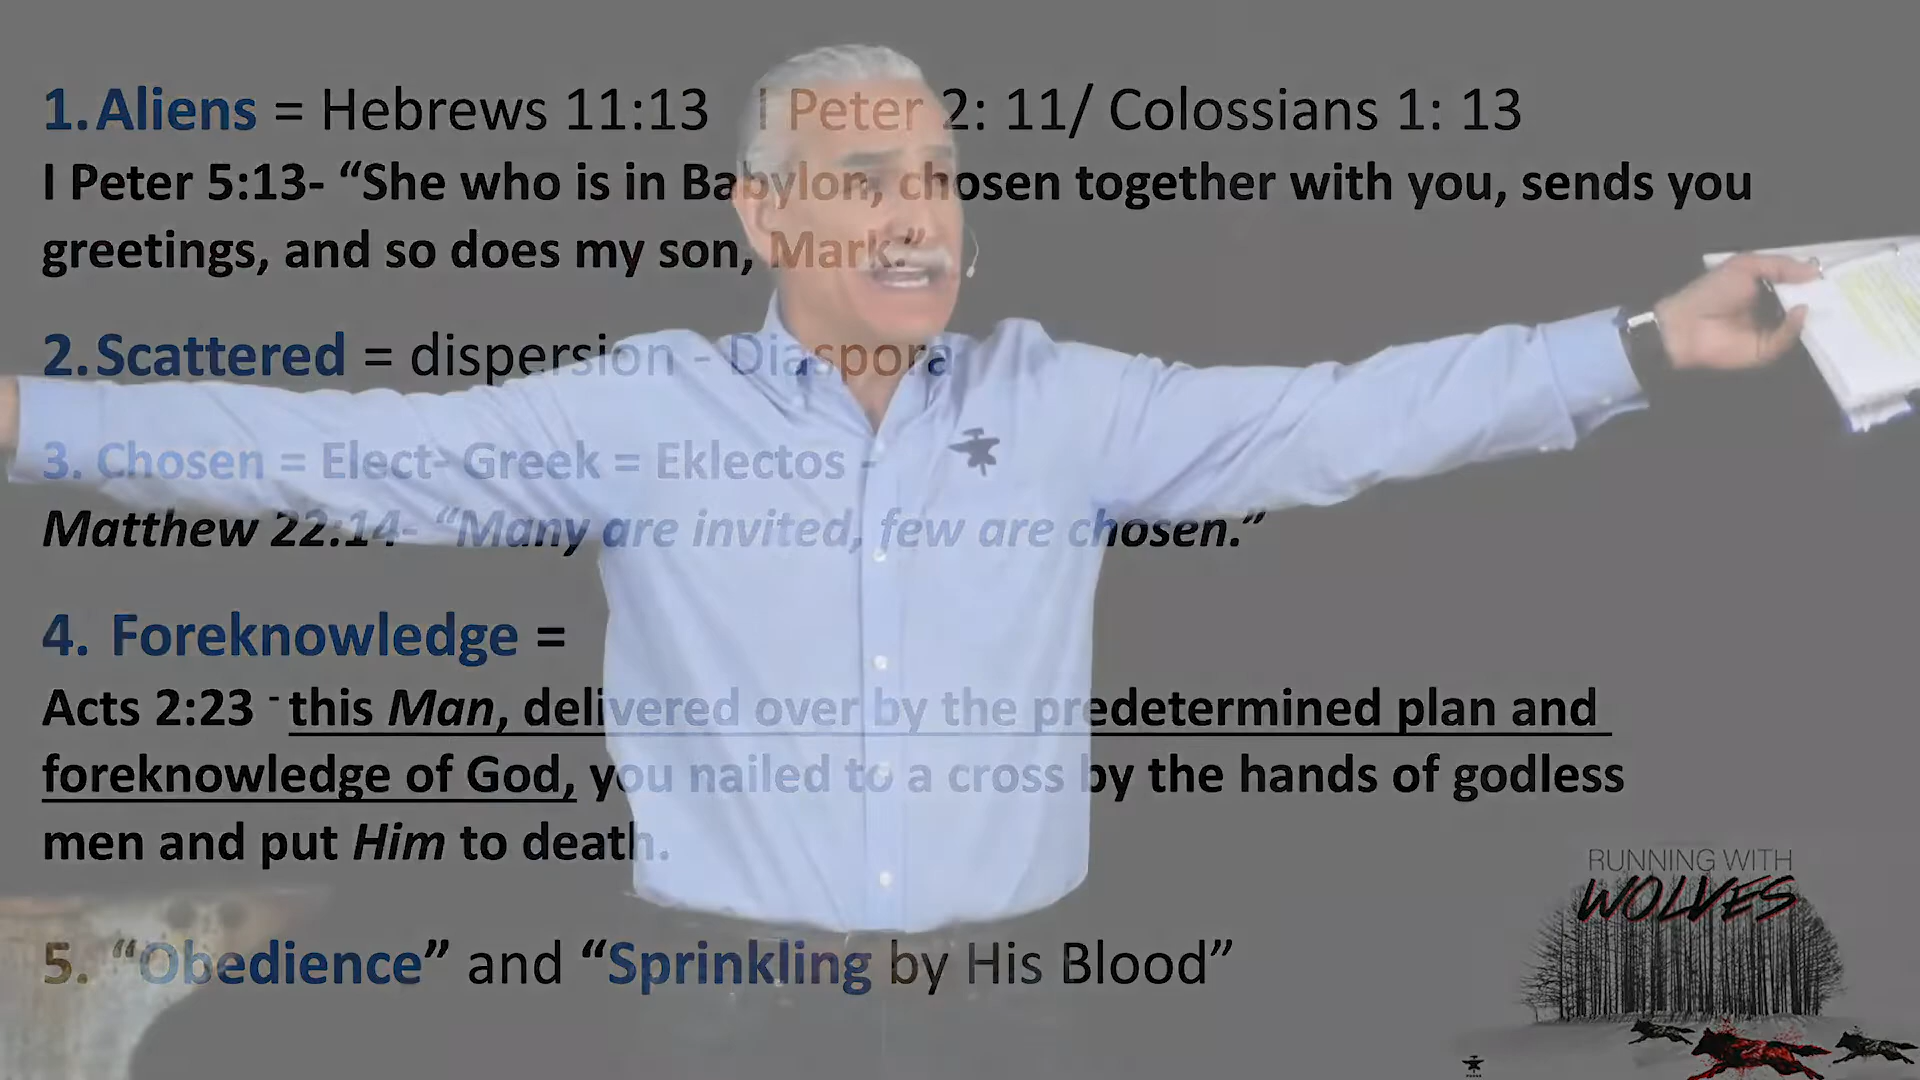 1. Aliens = Hebrews 11:13 I Peter 2: 11/ Colossians 1: 13
I Peter 5:13- “She who is in Babylon, chosen together with you, sends you
greetings, and so does my son, Mark.”
2. Scattered = dispersion - Diaspora
3. Chosen = Elect- Greek = Eklectos -
Matthew 22:14- “Many are invited, few are chosen.”
4. Foreknowledge =
Acts 2:23 - this Man, delivered over by the predetermined plan and
foreknowledge of God, you nailed to a cross by the hands of godless
men and put Him to death.
5. “Obedience” and “Sprinkling by His Blood”
RUNNING WITH
WOLVES